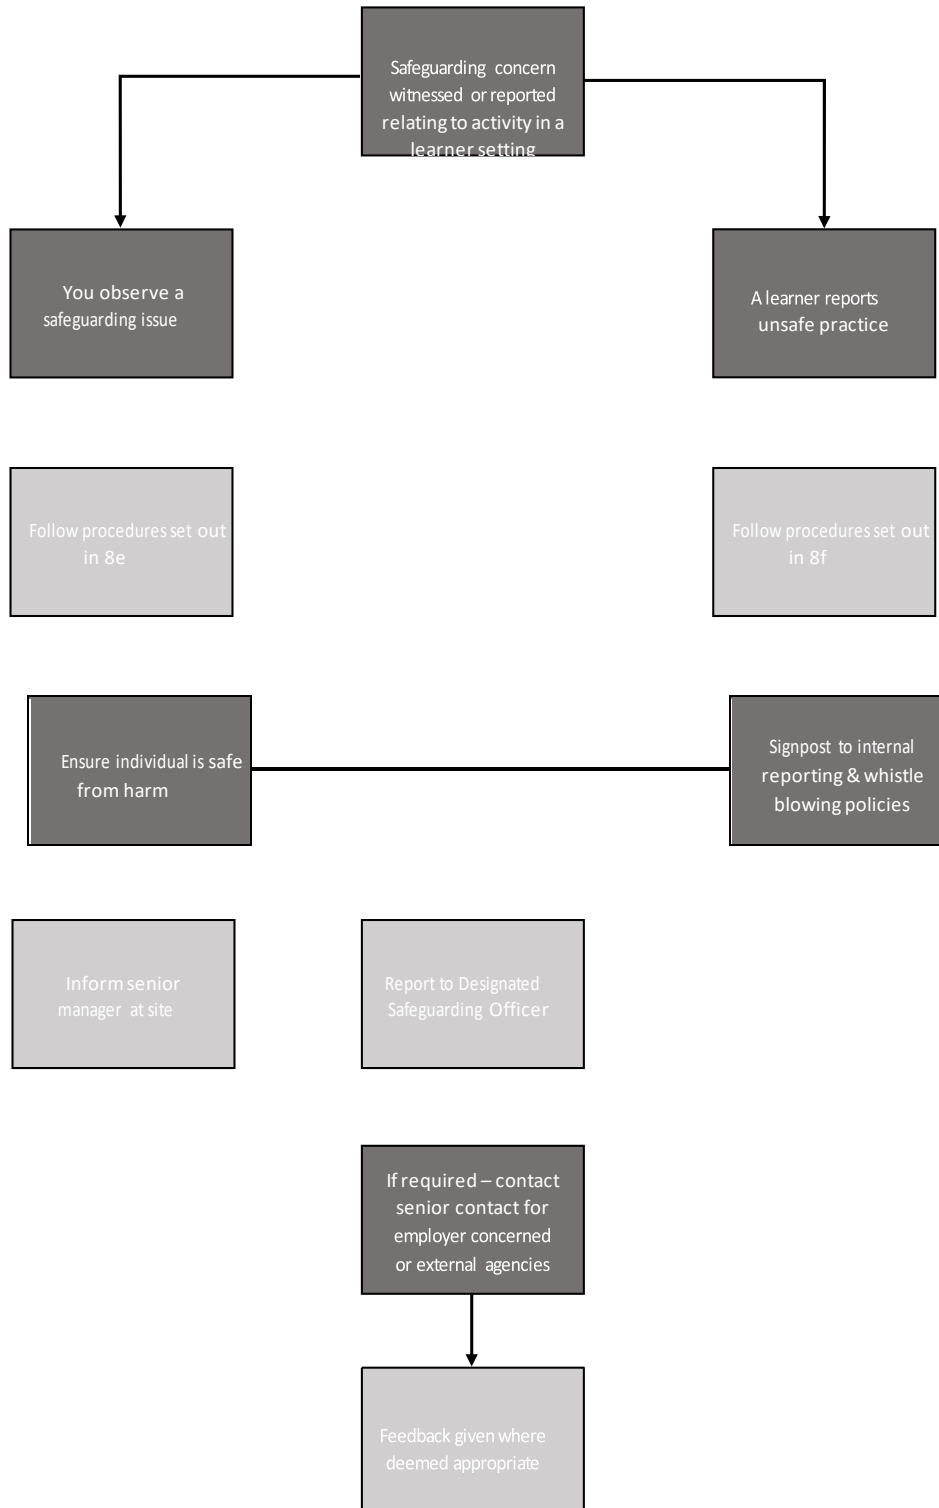 Safeguarding concern
witnessed or reported
relating to activity in a
learner setting
You observe a
safeguarding issue
A learner reports
unsafe practice
Follow procedures set out
in 8e
Follow procedures set out
in 8f
Ensure individual is safe
from harm
Signpost to internal
reporting & whistle
blowing policies
Inform senior
manager at site
Report to Designated
Safeguarding Officer
If required – contact
senior contact for
employer concerned
or external agencies
Feedback given where
deemed appropriate